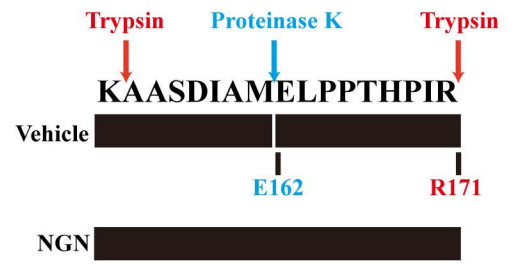 Trypsin Proteinase K Trypsin
KAASDIAMELPPTHPIR
Vehicle
E162 R171
NGN